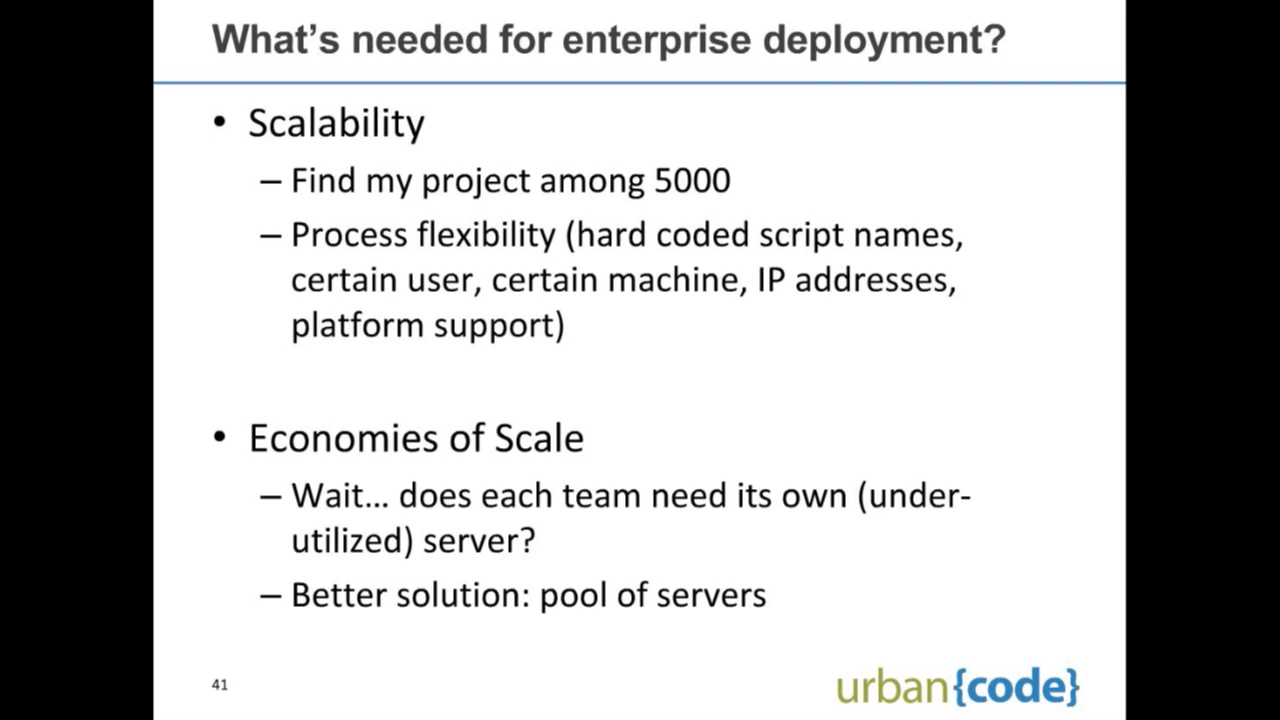 What's needed for enterprise deployment?
• Scalability
– Find my project among 5000
– Process flexibility (hard coded script names,
certain user, certain machine, IP addresses,
platform support)
• Economies of Scale
– Wait... does each team need its own (under-
utilized) server?
– Better solution: pool of servers
41
urban{code}